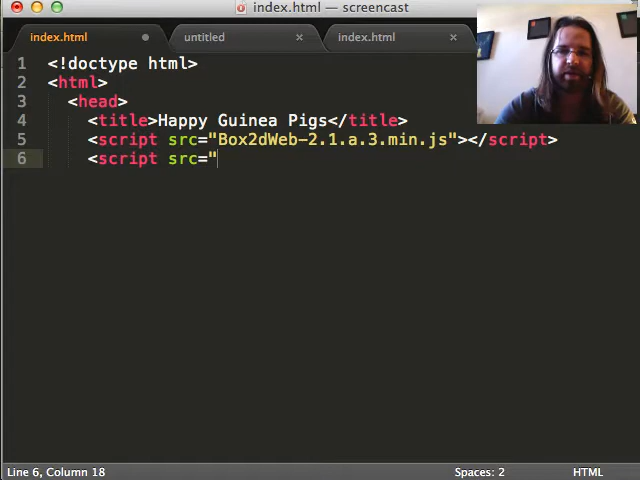 index.html — screencast
index.html
untitled
index.html
1 <!doctype html>
2 <html>
3 <head>
4 <title>Happy Guinea Pigs</title>
5 <script src="Box2dWeb-2.1.a.3.min.js"></script>
6 <script src="
Line 6, Column 18
Spaces: 2
HTML